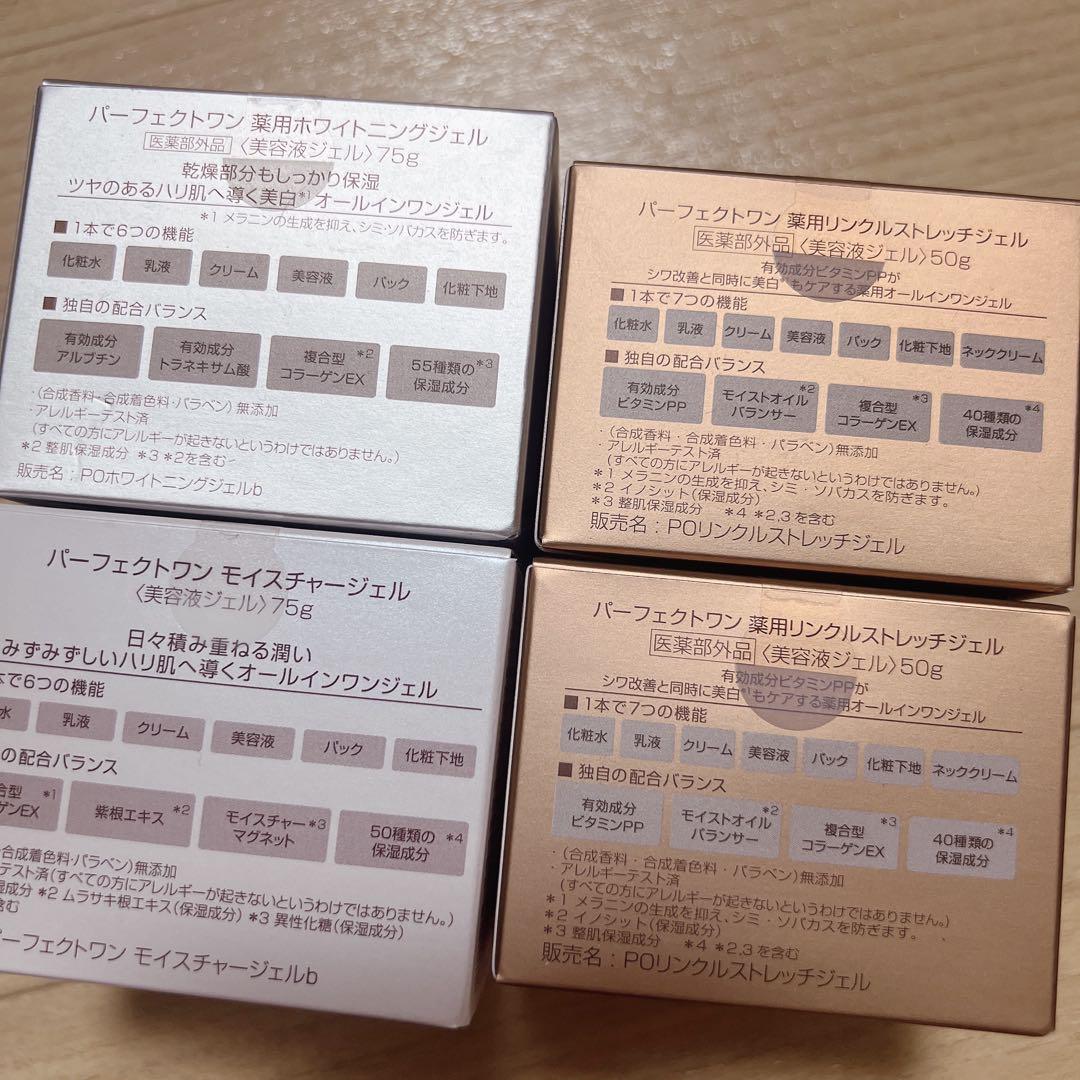 パーフェクトワン 薬用ホワイトニングジェル
医薬部外品 〈美容液ジェル〉75g
乾燥部分もしっかり保湿
ツヤのあるハリ肌へ導く美白*1オールインワンジェル
*1 メラニンの生成を抑え、シミ・ソバカスを防ぎます。
■ 1本で6つの機能
化粧水 乳液 クリーム 美容液 パック 化粧下地
■ 独自の配合バランス
有効成分 アルブチン
有効成分 トラネキサム酸
複合型 コラーゲンEX *2
55種類の 保湿成分 *3
・(合成香料・合成着色料・パラベン)無添加
・アレルギーテスト済
(すべての方にアレルギーが起きないというわけではありません。)
*2 整肌保湿成分 *3 *2を含む
販売名：POホワイトニングジェルb
パーフェクトワン 薬用リンクルストレッチジェル
医薬部外品 〈美容液ジェル〉50g
有効成分ビタミンPPが
シワ改善と同時に美白*1もケアする薬用オールインワンジェル
■ 1本で7つの機能
化粧水 乳液 クリーム 美容液 パック 化粧下地 ネッククリーム
■ 独自の配合バランス
有効成分 ビタミンPP
モイストオイル バランサー *2
複合型 コラーゲンEX *3
40種類の 保湿成分 *4
・(合成香料・合成着色料・パラベン)無添加
・アレルギーテスト済
(すべての方にアレルギーが起きないというわけではありません。)
*1 メラニンの生成を抑え、シミ・ソバカスを防ぎます。
*2 イノシット(保湿成分)
*3 整肌保湿成分 *4 *2,3を含む
販売名：POリンクルストレッチジェル
パーフェクトワン モイスチャージェル
〈美容液ジェル〉75g
日々積み重ねる潤い
みずみずしいハリ肌へ導くオールインワンジェル
本で6つの機能
水 乳液 クリーム 美容液 パック 化粧下地
の配合バランス
合型 ゲンEX *1
紫根エキス *2
モイスチャー マグネット *3
50種類の 保湿成分 *4
合成着色料・パラベン)無添加
テスト済(すべての方にアレルギーが起きないというわけではありません。)
湿成分 *2 ムラサキ根エキス(保湿成分) *3 異性化糖(保湿成分)
含む
パーフェクトワン モイスチャージェルb
パーフェクトワン 薬用リンクルストレッチジェル
医薬部外品 〈美容液ジェル〉50g
有効成分ビタミンPPが
シワ改善と同時に美白*1もケアする薬用オールインワンジェル
■ 1本で7つの機能
化粧水 乳液 クリーム 美容液 パック 化粧下地 ネッククリーム
■ 独自の配合バランス
有効成分 ビタミンPP
モイストオイル バランサー *2
複合型 コラーゲンEX *3
40種類の 保湿成分 *4
・(合成香料・合成着色料・パラベン)無添加
・アレルギーテスト済
(すべての方にアレルギーが起きないというわけではありません。)
*1 メラニンの生成を抑え、シミ・ソバカスを防ぎます。
*2 イノシット(保湿成分)
*3 整肌保湿成分 *4 *2,3を含む
販売名：POリンクルストレッチジェル